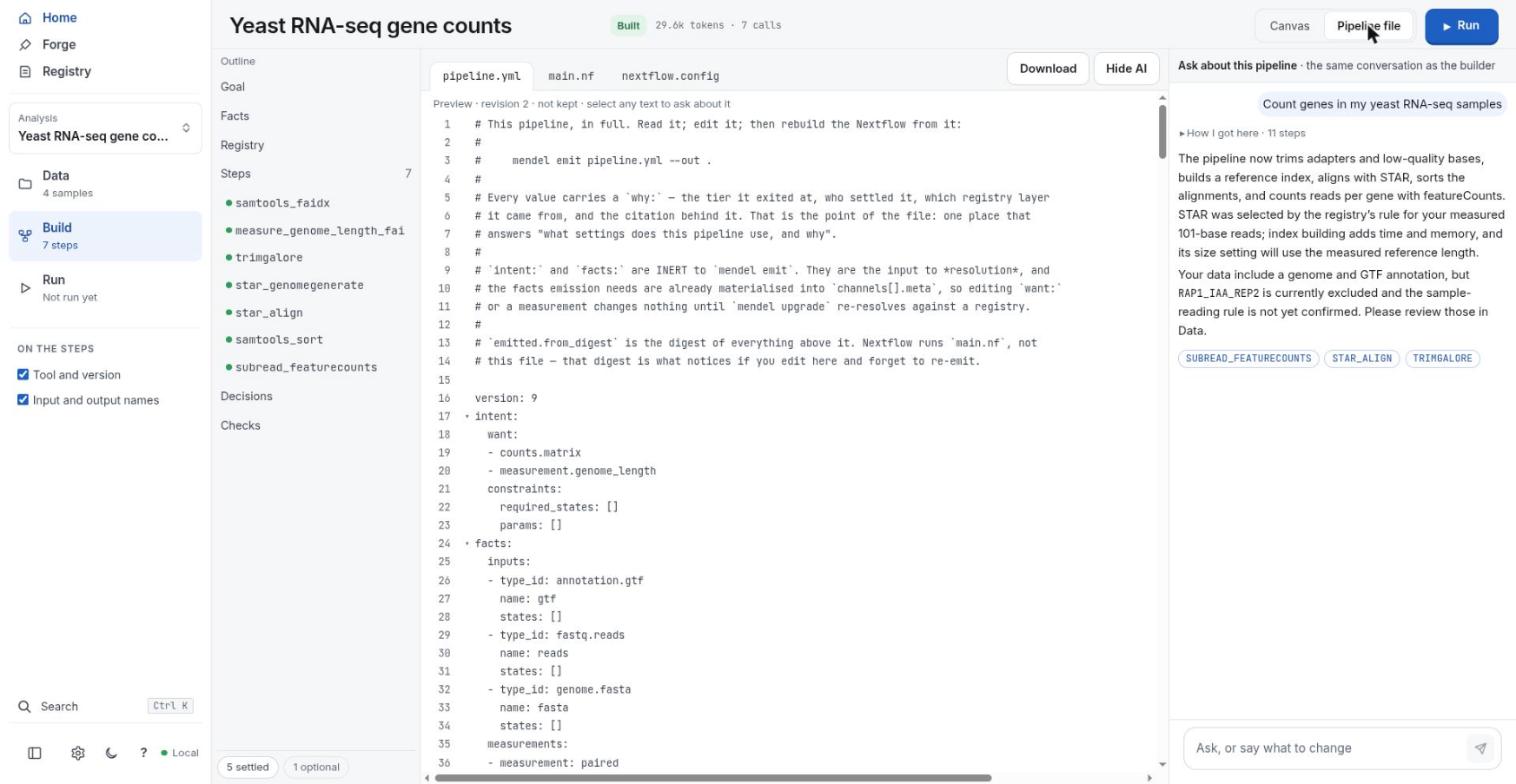 Home
Forge
Registry
Analysis
Yeast RNA-seq gene co...
Data
4 samples
Build
7 steps
Run
Not run yet
ON THE STEPS
Tool and version
Input and output names
Search
Ctrl K
? Local
Yeast RNA-seq gene counts
Built 29.6k tokens · 7 calls
Canvas
Pipeline file
Run
Outline
Goal
Facts
Registry
Steps 7
samtools_faidx
measure_genome_length_fai
trimgalore
star_genomegenerate
star_align
samtools_sort
subread_featurecounts
Decisions
Checks
5 settled
1 optional
pipeline.yml
main.nf
nextflow.config
Download
Hide AI
Preview · revision 2 · not kept · select any text to ask about it
1 # This pipeline, in full. Read it; edit it; then rebuild the Nextflow from it:
2 #
3 #     mendel emit pipeline.yml --out .
4 #
5 # Every value carries a `why:` — the tier it exited at, who settled it, which registry layer
6 # it came from, and the citation behind it. That is the point of the file: one place that
7 # answers "what settings does this pipeline use, and why".
8 #
9 # `intent:` and `facts:` are INERT to `mendel emit`. They are the input to *resolution*, and
10 # the facts emission needs are already materialised into `channels[].meta`, so editing `want:`
11 # or a measurement changes nothing until `mendel upgrade` re-resolves against a registry.
12 #
13 # `emitted.from_digest` is the digest of everything above it. Nextflow runs `main.nf`, not
14 # this file — that digest is what notices if you edit here and forget to re-emit.
15
16 version: 9
17 intent:
18   want:
19   - counts.matrix
20   - measurement.genome_length
21   constraints:
22     required_states: []
23     params: []
24 facts:
25   inputs:
26   - type_id: annotation.gtf
27     name: gtf
28     states: []
29   - type_id: fastq.reads
30     name: reads
31     states: []
32   - type_id: genome.fasta
33     name: fasta
34     states: []
35   measurements:
36   - measurement: paired
Ask about this pipeline · the same conversation as the builder
Count genes in my yeast RNA-seq samples
How I got here · 11 steps
The pipeline now trims adapters and low-quality bases,
builds a reference index, aligns with STAR, sorts the
alignments, and counts reads per gene with featureCounts.
STAR was selected by the registry's rule for your measured
101-base reads; index building adds time and memory, and
its size setting will use the measured reference length.
Your data include a genome and GTF annotation, but
RAP1_IAA_REP2 is currently excluded and the sample-
reading rule is not yet confirmed. Please review those in
Data.
SUBREAD_FEATURECOUNTS
STAR_ALIGN
TRIMGALORE
Ask, or say what to change